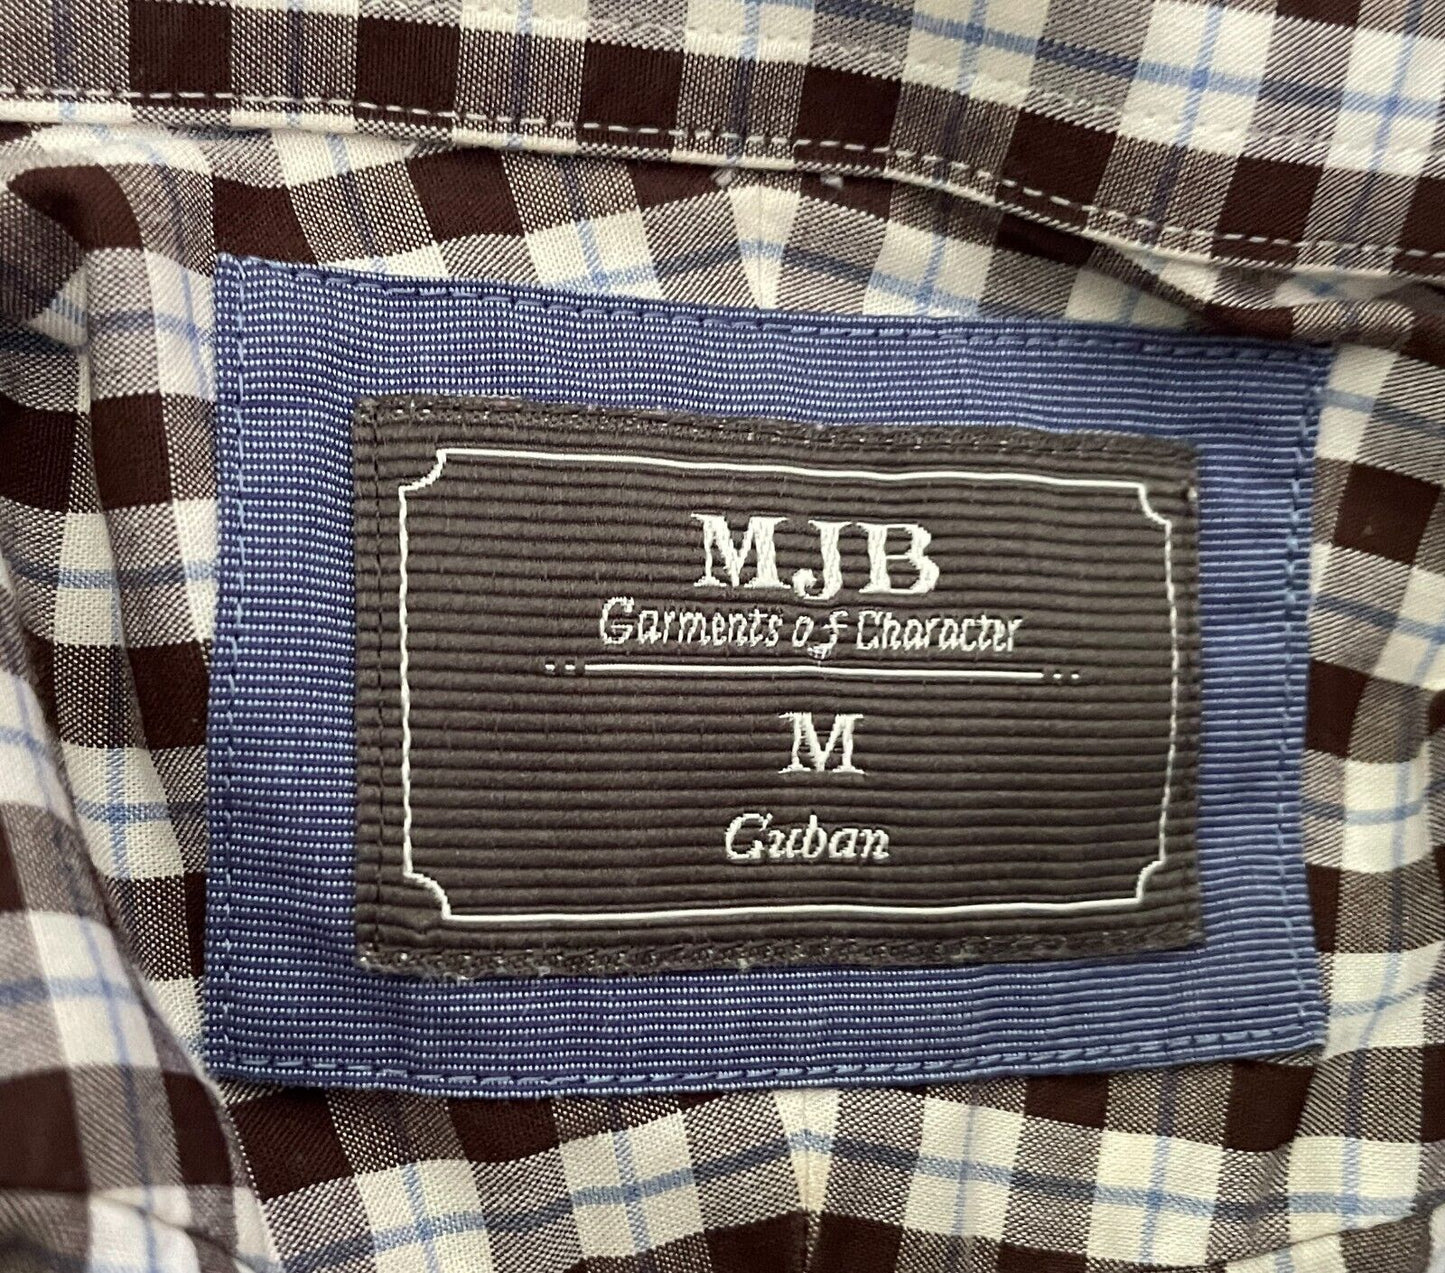 MJB
Garments of Character
M
Cuban